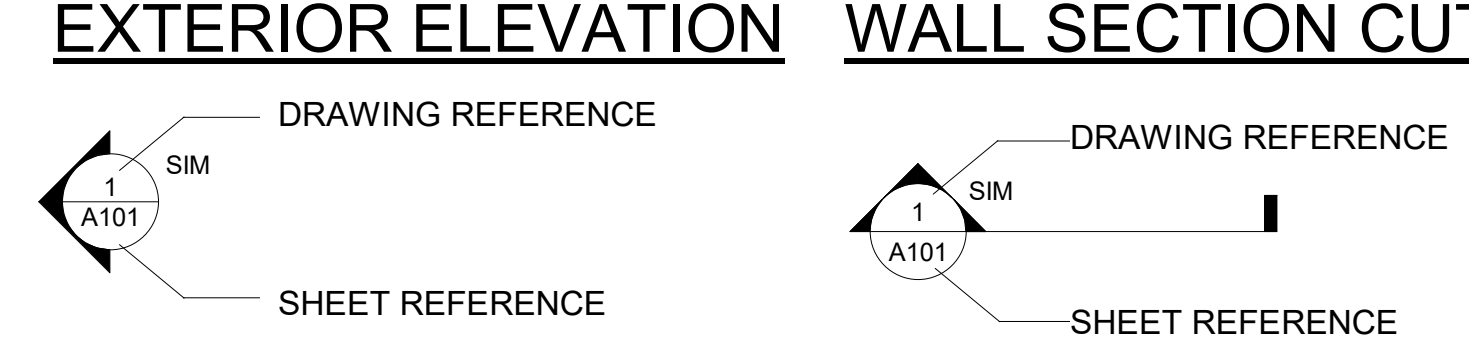 EXTERIOR ELEVATION
DRAWING REFERENCE
SIM
1
A101
SHEET REFERENCE
WALL SECTION CUT
DRAWING REFERENCE
SIM
1
A101
SHEET REFERENCE